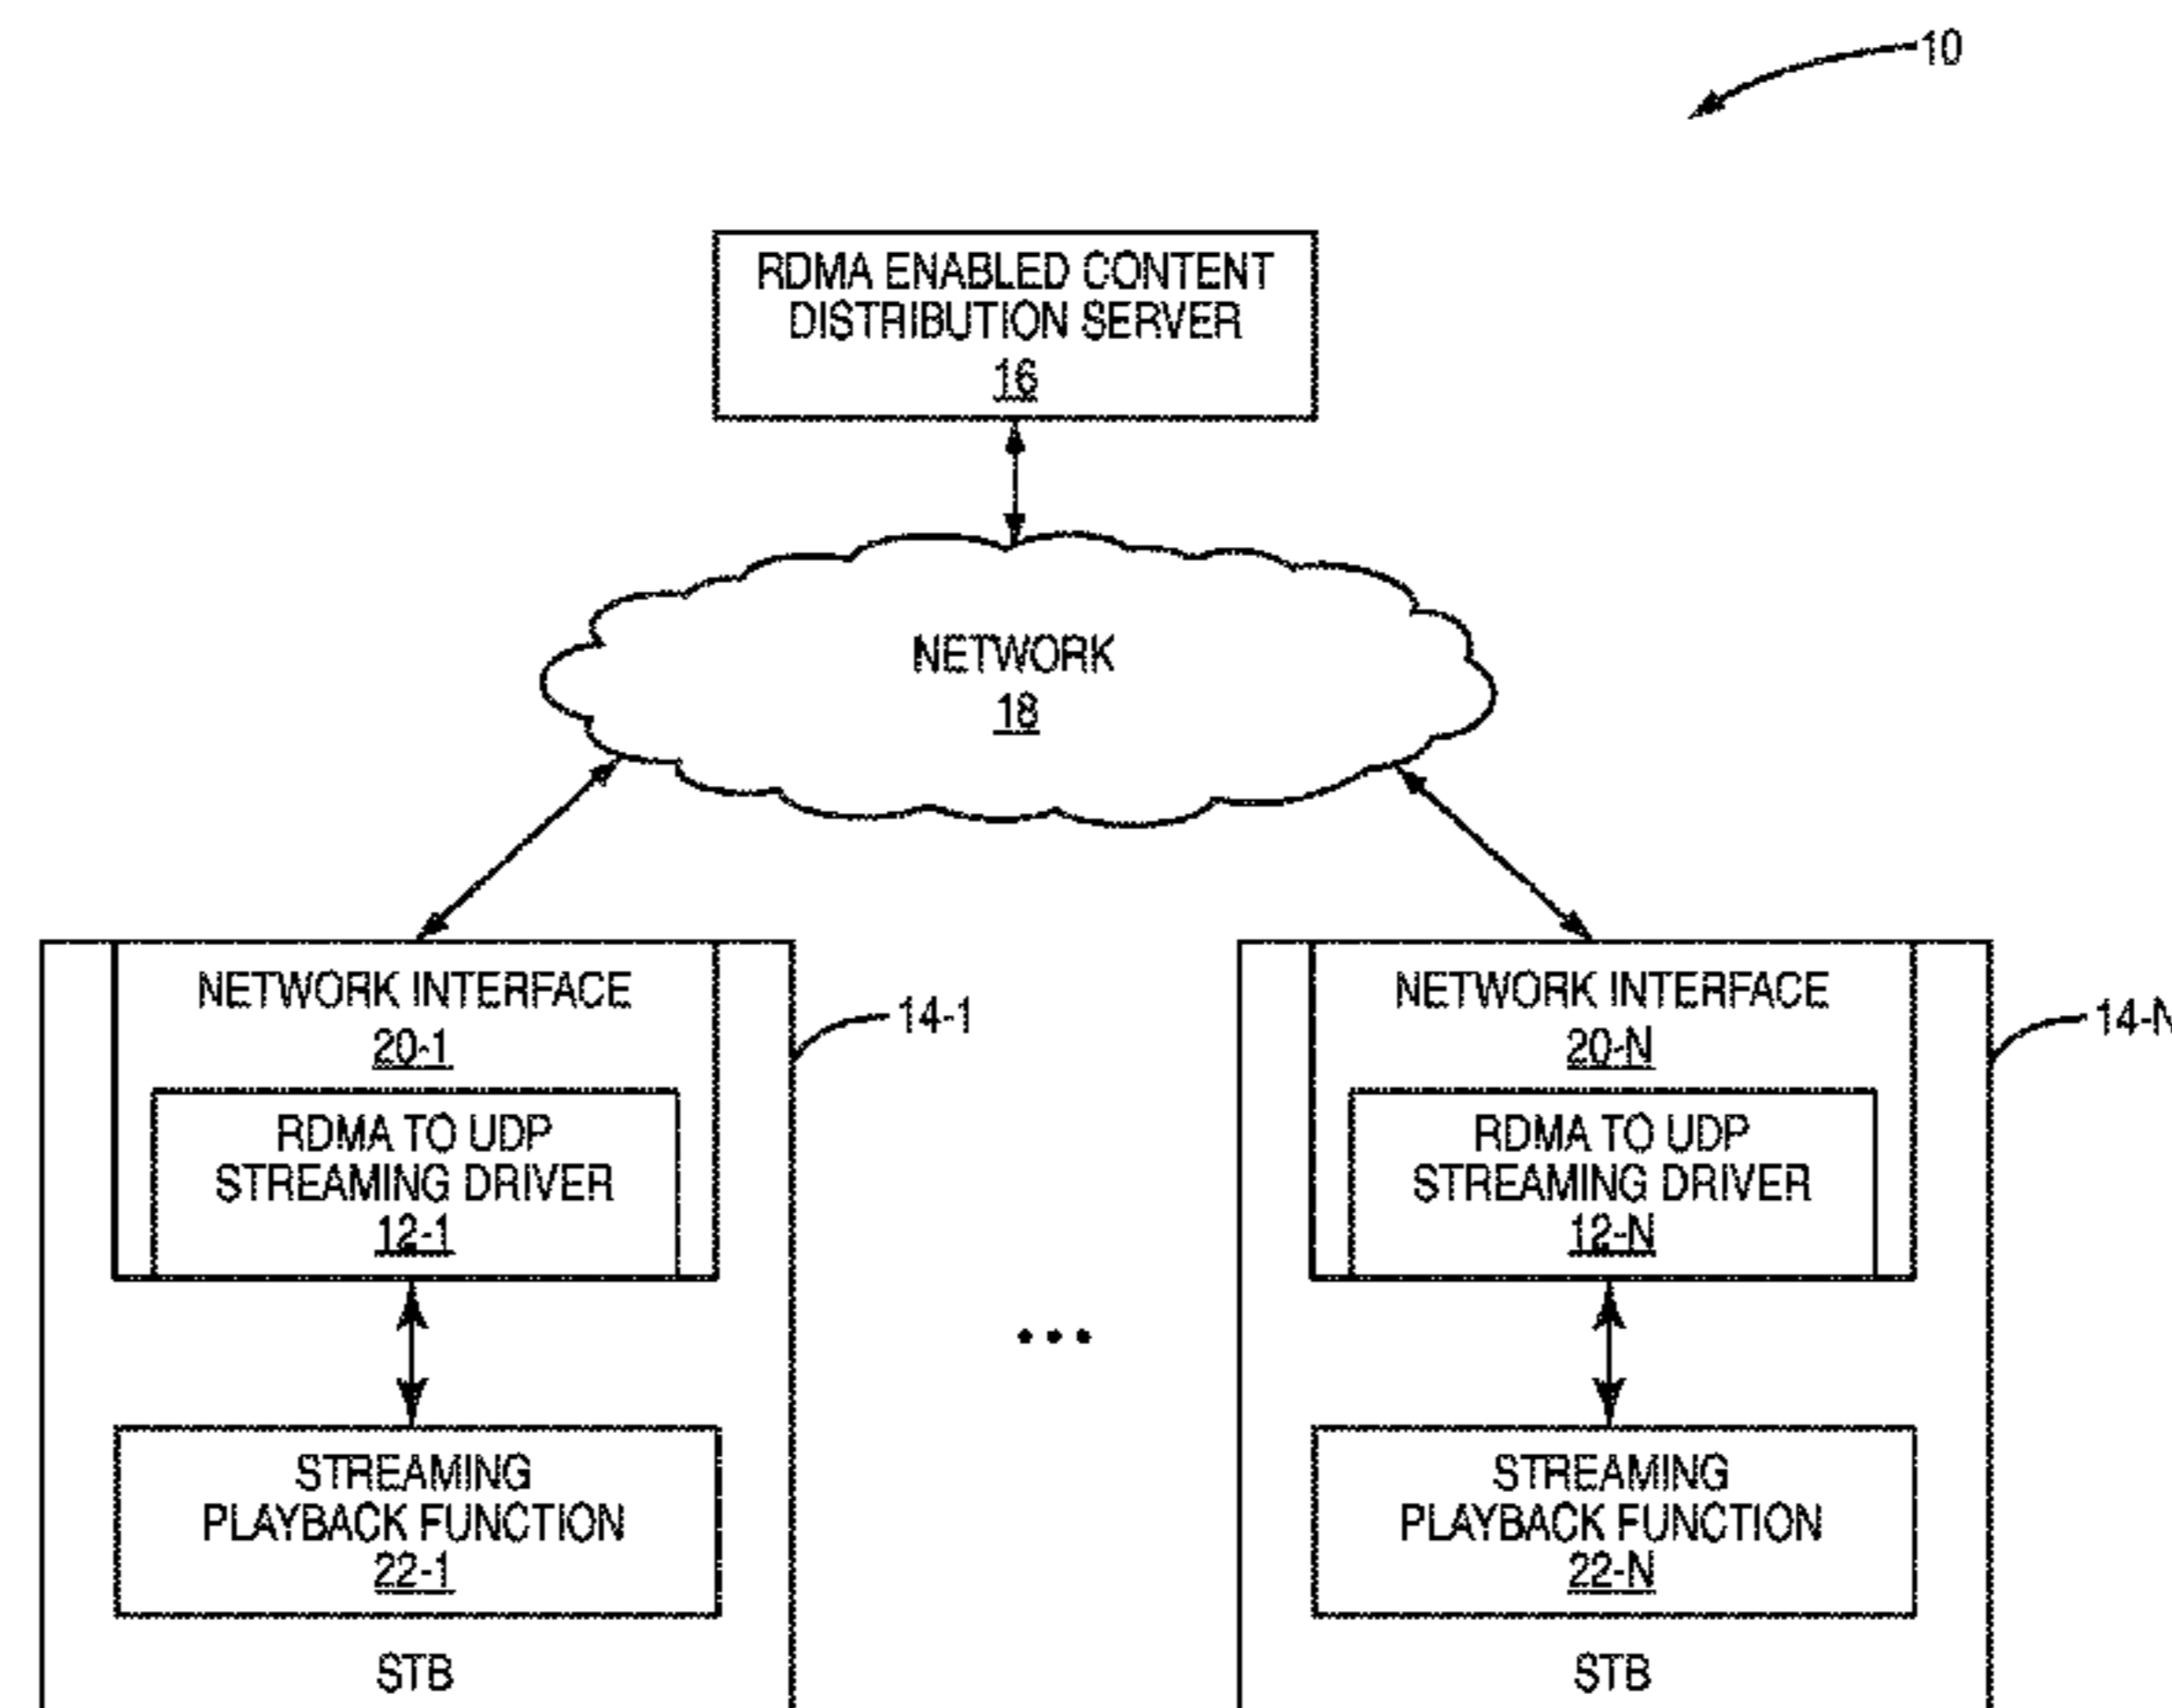 10
RDMA ENABLED CONTENT
DISTRIBUTION SERVER
16
NETWORK
18
NETWORK INTERFACE
20-1
RDMA TO UDP
STREAMING DRIVER
12-1
STREAMING
PLAYBACK FUNCTION
22-1
STB
14-1
NETWORK INTERFACE
20-N
RDMA TO UDP
STREAMING DRIVER
12-N
STREAMING
PLAYBACK FUNCTION
22-N
STB
14-N